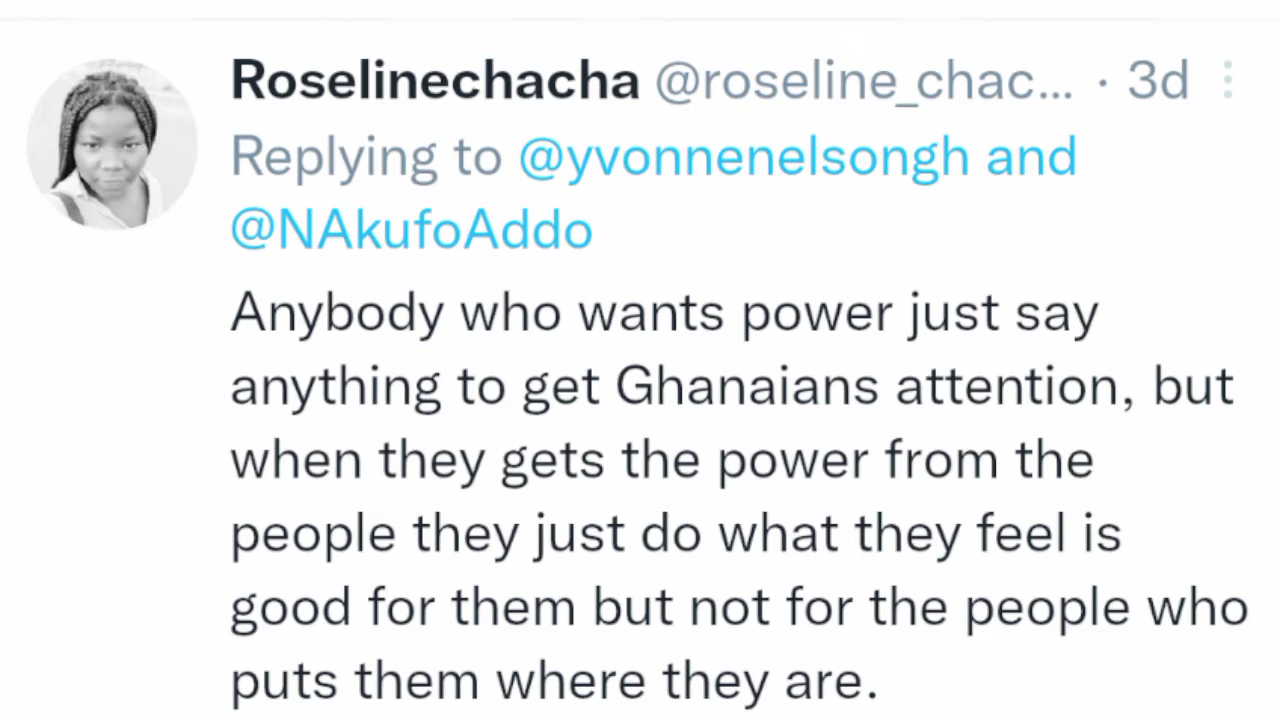 Roselinechacha @roseline_chac... · 3d
Replying to @yvonnenelsongh and
@NAkufoAddo
Anybody who wants power just say
anything to get Ghanaians attention, but
when they gets the power from the
people they just do what they feel is
good for them but not for the people who
puts them where they are.